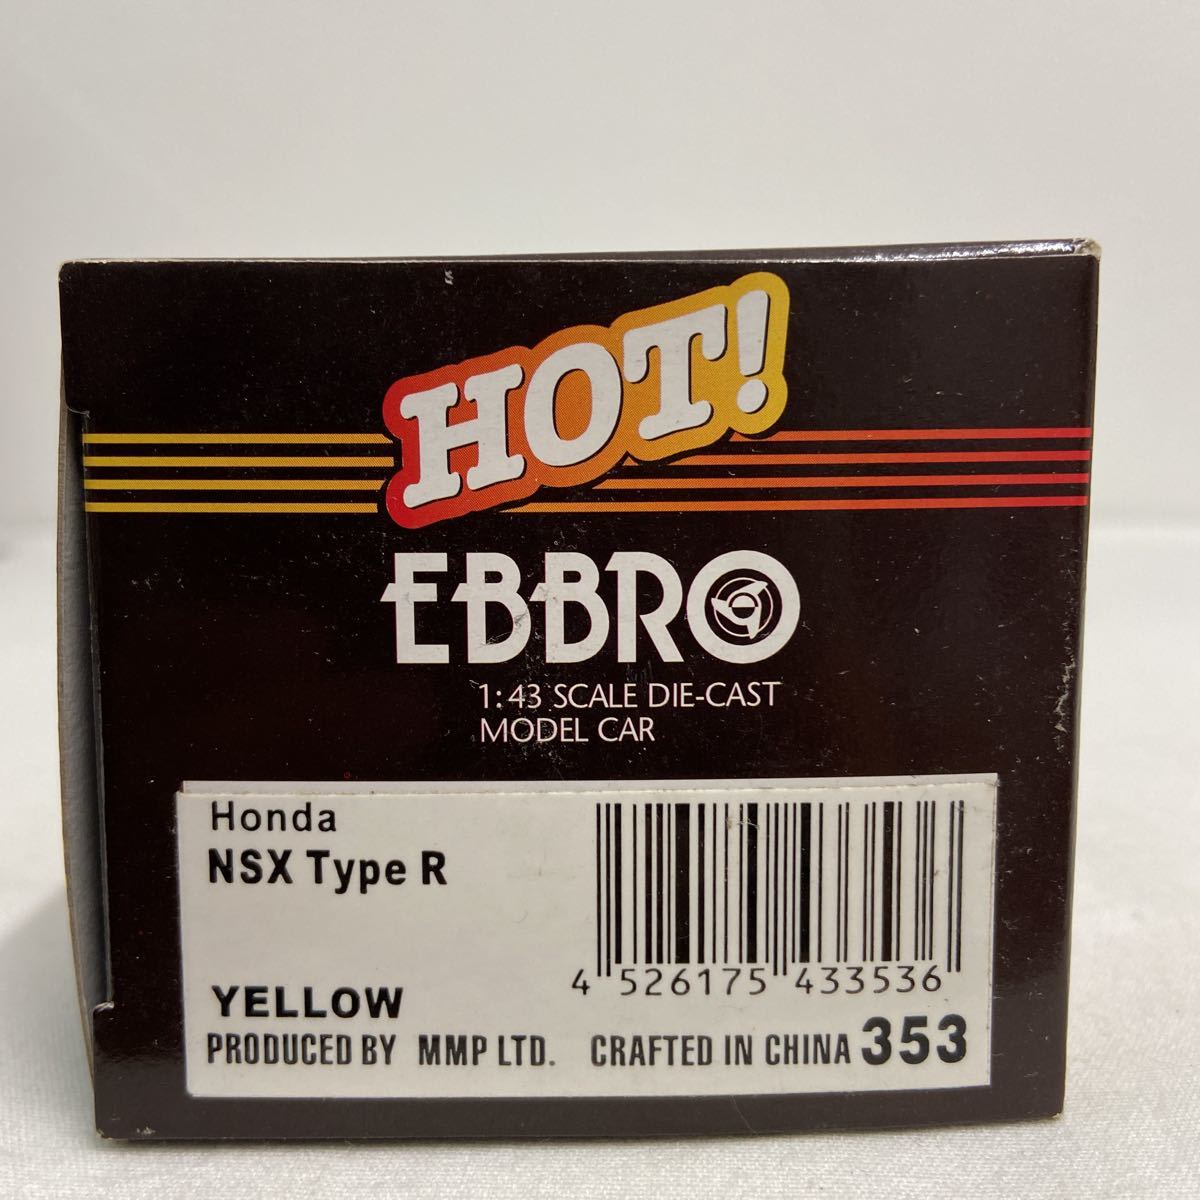 HOT!
EBBRO
1:43 SCALE DIE-CAST
MODEL CAR
Honda
NSX Type R
YELLOW
4 526175 433536
PRODUCED BY MMP LTD. CRAFTED IN CHINA 353